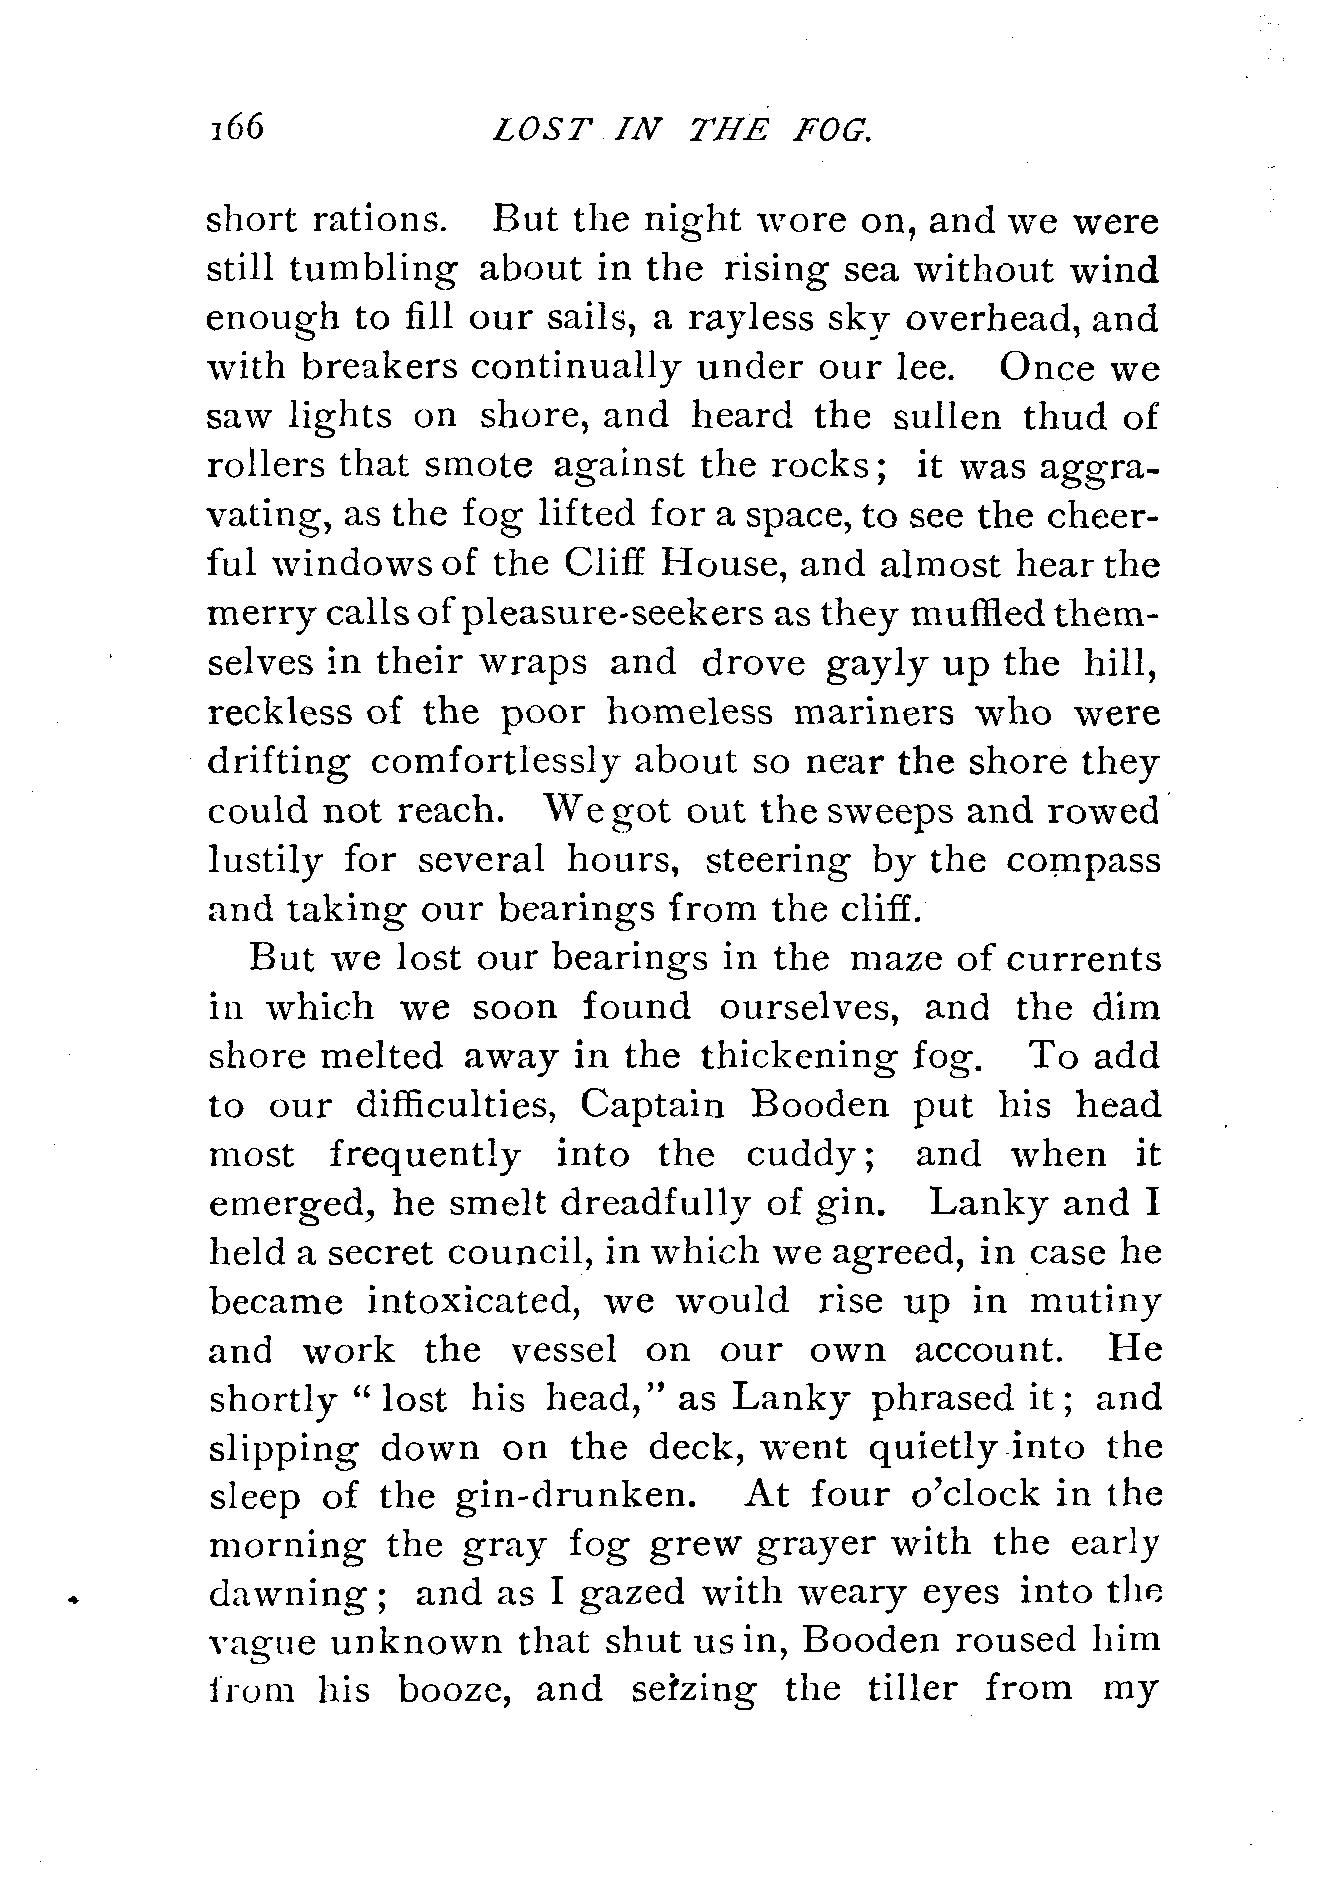 166 LOST IN THE FOG.
short rations. But the night wore on, and we were
still tumbling about in the rising sea without wind
enough to fill our sails, a rayless sky overhead, and
with breakers continually under our lee. Once we
saw lights on shore, and heard the sullen thud of
rollers that smote against the rocks; it was aggra-
vating, as the fog lifted for a space, to see the cheer-
ful windows of the Cliff House, and almost hear the
merry calls of pleasure-seekers as they muffled them-
selves in their wraps and drove gayly up the hill,
reckless of the poor homeless mariners who were
drifting comfortlessly about so near the shore they
could not reach. We got out the sweeps and rowed
lustily for several hours, steering by the compass
and taking our bearings from the cliff.
But we lost our bearings in the maze of currents
in which we soon found ourselves, and the dim
shore melted away in the thickening fog. To add
to our difficulties, Captain Booden put his head
most frequently into the cuddy; and when it
emerged, he smelt dreadfully of gin. Lanky and I
held a secret council, in which we agreed, in case he
became intoxicated, we would rise up in mutiny
and work the vessel on our own account. He
shortly "lost his head," as Lanky phrased it; and
slipping down on the deck, went quietly into the
sleep of the gin-drunken. At four o'clock in the
morning the gray fog grew grayer with the early
dawning; and as I gazed with weary eyes into the
vague unknown that shut us in, Booden roused him
from his booze, and seizing the tiller from my